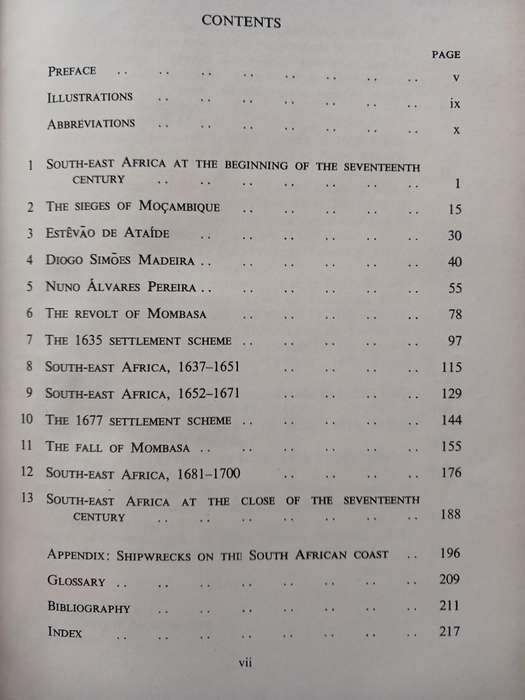 CONTENTS
PAGE
PREFACE .. .. .. .. .. .. .. .. v
ILLUSTRATIONS .. .. .. .. .. .. .. ix
ABBREVIATIONS .. .. .. .. .. .. .. x
1 SOUTH-EAST AFRICA AT THE BEGINNING OF THE SEVENTEENTH
CENTURY .. .. .. .. .. .. .. 1
2 THE SIEGES OF MOÇAMBIQUE .. .. .. .. .. 15
3 ESTÊVÃO DE ATAÍDE .. .. .. .. .. .. 30
4 DIOGO SIMÕES MADEIRA .. .. .. .. .. .. 40
5 NUNO ÁLVARES PEREIRA .. .. .. .. .. .. 55
6 THE REVOLT OF MOMBASA .. .. .. .. .. 78
7 THE 1635 SETTLEMENT SCHEME .. .. .. .. .. 97
8 SOUTH-EAST AFRICA, 1637–1651 .. .. .. .. 115
9 SOUTH-EAST AFRICA, 1652–1671 .. .. .. .. 129
10 THE 1677 SETTLEMENT SCHEME .. .. .. .. .. 144
11 THE FALL OF MOMBASA .. .. .. .. .. .. 155
12 SOUTH-EAST AFRICA, 1681–1700 .. .. .. .. 176
13 SOUTH-EAST AFRICA AT THE CLOSE OF THE SEVENTEENTH
CENTURY .. .. .. .. .. .. .. 188
APPENDIX: SHIPWRECKS ON THE SOUTH AFRICAN COAST .. 196
GLOSSARY .. .. .. .. .. .. .. .. 209
BIBLIOGRAPHY .. .. .. .. .. .. .. 211
INDEX .. .. .. .. .. .. .. .. 217
vii